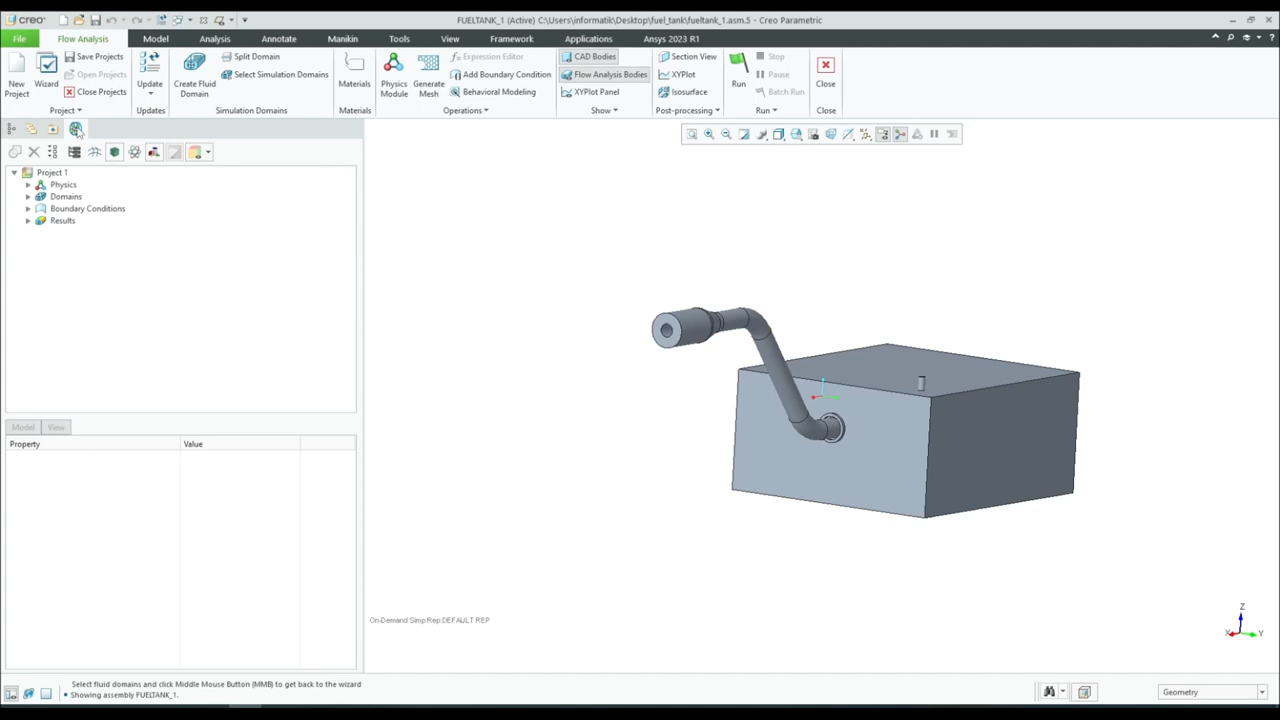 creo
FUELTANK_1 (Active) C:\Users\informatik\Desktop\fuel_tank\fueltank_1.asm.5 - Creo Parametric
File Flow Analysis Model Analysis Annotate Manikin Tools View Framework Applications Ansys 2023 R1
New Project
Wizard
Save Projects
Open Projects
Close Projects
Project
Update
Updates
Create Fluid Domain
Split Domain
Select Simulation Domains
Simulation Domains
Materials
Materials
Physics Module
Generate Mesh
Expression Editor
Add Boundary Condition
Behavioral Modeling
Operations
CAD Bodies
Flow Analysis Bodies
XYPlot Panel
Show
Section View
XYPlot
Isosurface
Post-processing
Run
Stop
Pause
Batch Run
Run
Close
Close
Project 1
Physics
Domains
Boundary Conditions
Results
Model View
Property Value
On-Demand Simp Rep:DEFAULT REP
Z
X
Y
Select fluid domains and click Middle Mouse Button (MMB) to get back to the wizard
• Showing assembly FUELTANK_1.
Geometry